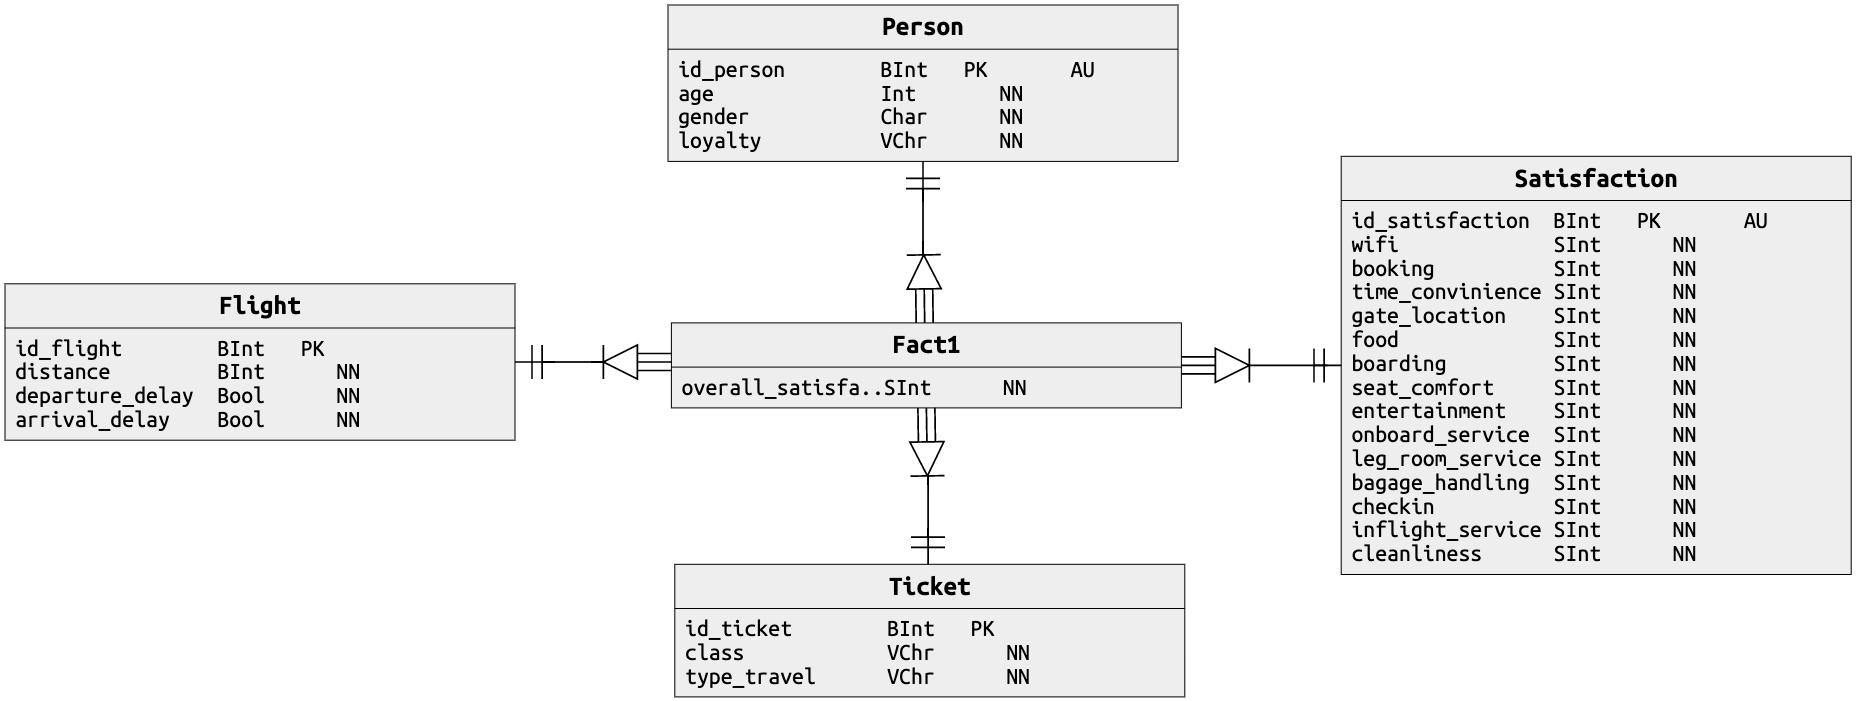 Person
id_person BInt PK AU
age Int NN
gender Char NN
loyalty VChr NN
Satisfaction
id_satisfaction BInt PK AU
wifi SInt NN
booking SInt NN
time_convinience SInt NN
gate_location SInt NN
food SInt NN
boarding SInt NN
seat_comfort SInt NN
entertainment SInt NN
onboard_service SInt NN
leg_room_service SInt NN
bagage_handling SInt NN
checkin SInt NN
inflight_service SInt NN
cleanliness SInt NN
Flight
id_flight BInt PK
distance BInt NN
departure_delay Bool NN
arrival_delay Bool NN
Fact1
overall_satisfa..SInt NN
Ticket
id_ticket BInt PK
class VChr NN
type_travel VChr NN